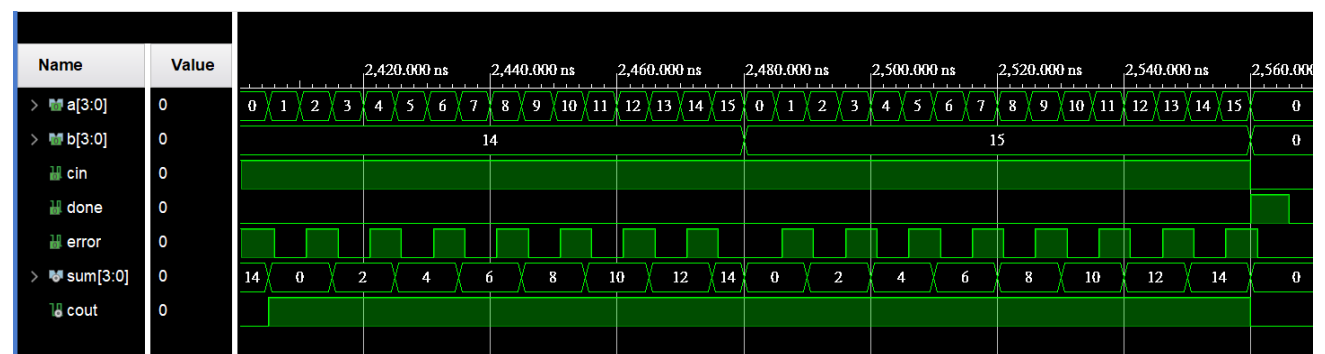 Name Value
2,420.000 ns 2,440.000 ns 2,460.000 ns 2,480.000 ns 2,500.000 ns 2,520.000 ns 2,540.000 ns 2,560.00
a[3:0] 0 0 1 2 3 4 5 6 7 8 9 10 11 12 13 14 15 0 1 2 3 4 5 6 7 8 9 10 11 12 13 14 15 0
b[3:0] 0 14 15 0
cin 0
done 0
error 0
sum[3:0] 0 14 0 2 4 6 8 10 12 14 0 2 4 6 8 10 12 14 0
cout 0